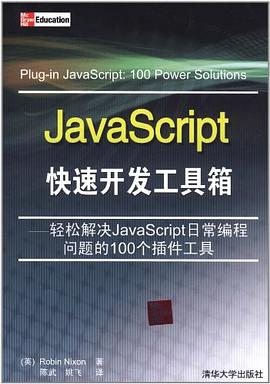 Education
Plug-in JavaScript: 100 Power Solutions
JavaScript
快速开发工具箱
——轻松解决JavaScript日常编程
问题的100个插件工具
(英) Robin Nixon 著
陈武 姚飞 译
清华大学出版社